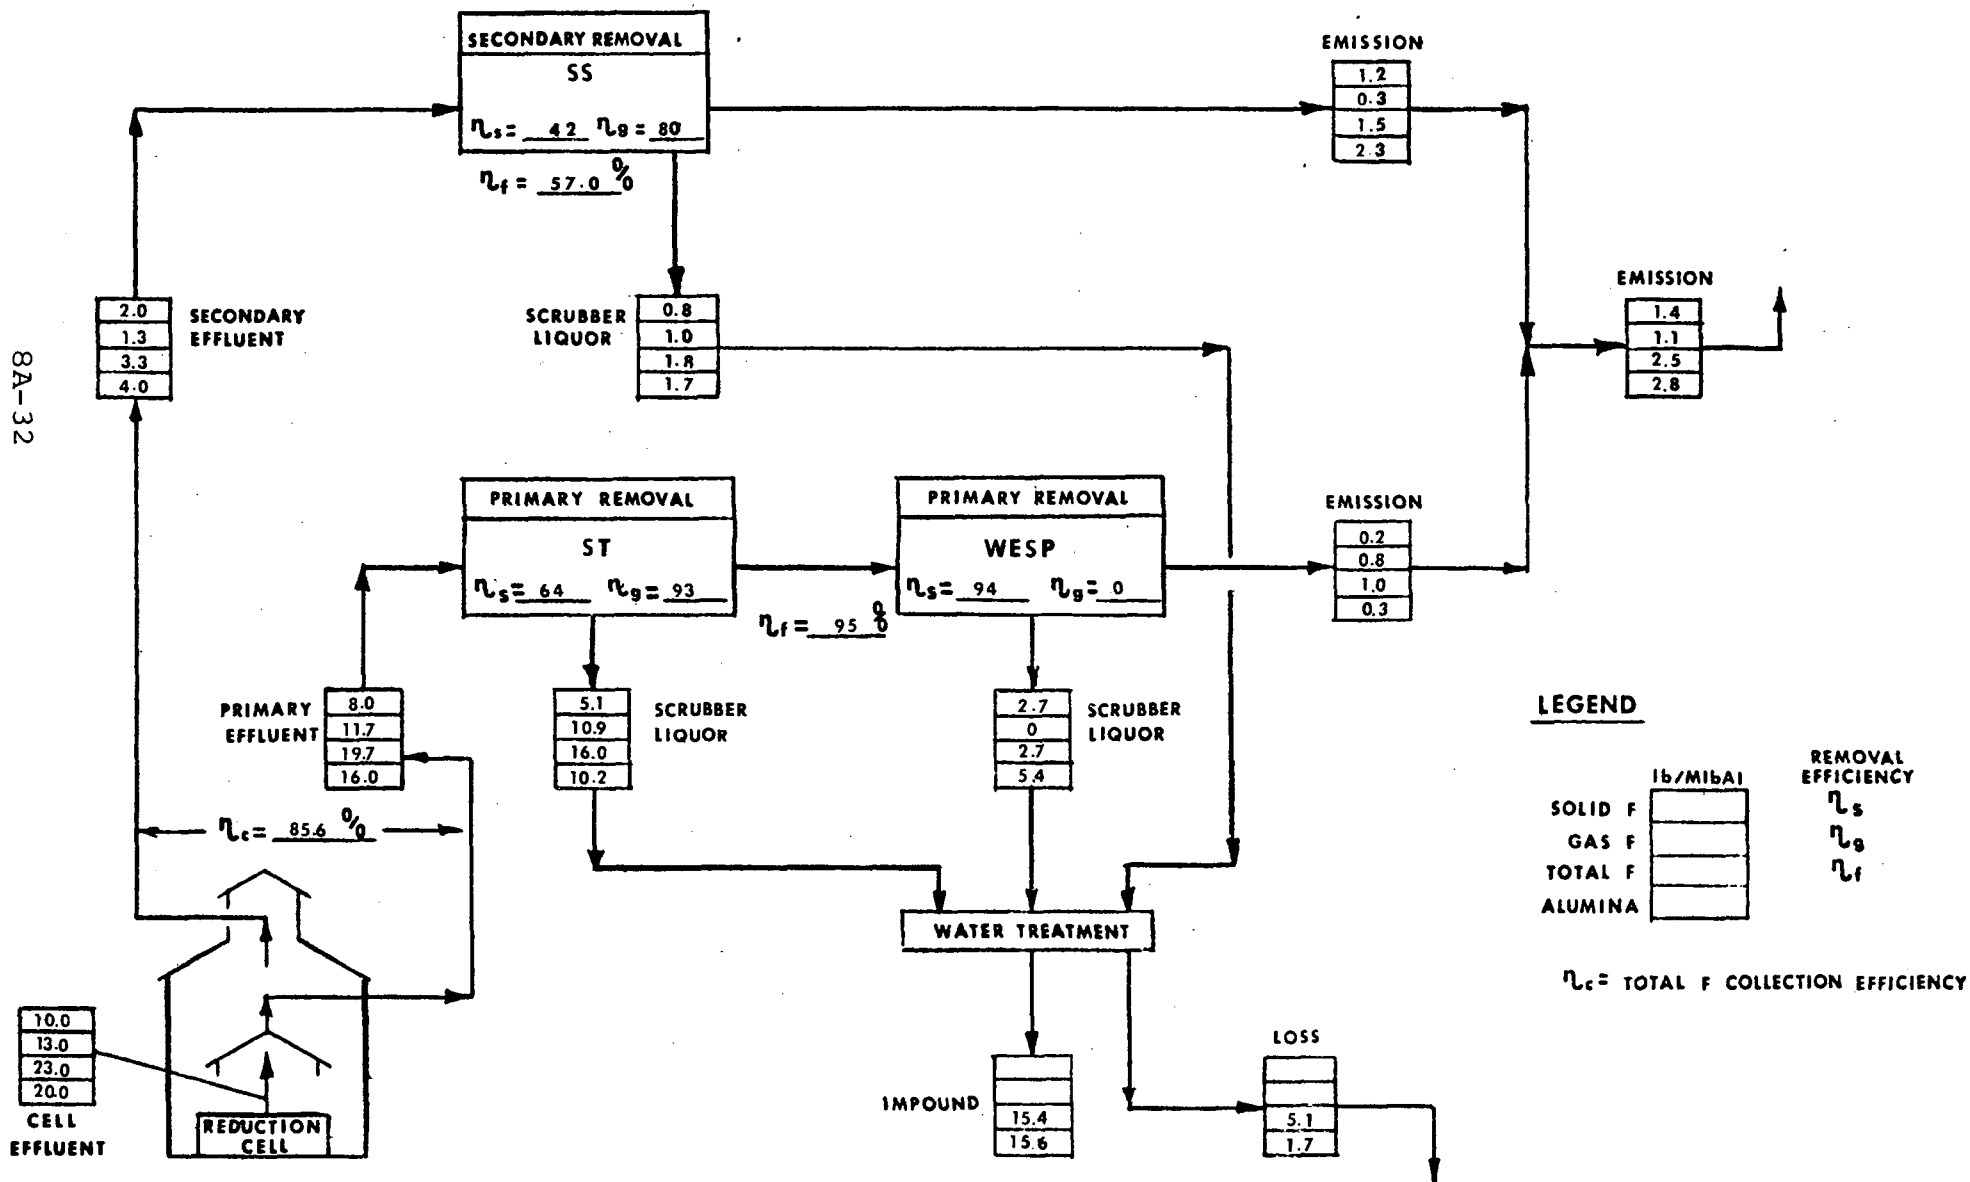 SECONDARY REMOVAL
SS
ηs= 42 ηg= 80
ηf= 57.0 %
EMISSION
1.2
0.3
1.5
2.3
2.0
1.3
3.3
4.0
SECONDARY
EFFLUENT
SCRUBBER
LIQUOR
0.8
1.0
1.8
1.7
EMISSION
1.4
1.1
2.5
2.8
8A-32
PRIMARY REMOVAL
ST
ηs= 64 ηg= 93
PRIMARY REMOVAL
WESP
ηs= 94 ηg= 0
ηf= 95 %
EMISSION
0.2
0.8
1.0
0.3
PRIMARY
EFFLUENT
8.0
11.7
19.7
16.0
5.1
10.9
16.0
10.2
SCRUBBER
LIQUOR
2.7
0
2.7
5.4
SCRUBBER
LIQUOR
ηc= 85.6 %
LEGEND
lb/MlbAl
REMOVAL
EFFICIENCY
SOLID F
ηs
GAS F
ηg
TOTAL F
ηf
ALUMINA
ηc= TOTAL F COLLECTION EFFICIENCY
WATER TREATMENT
10.0
13.0
23.0
20.0
CELL
EFFLUENT
REDUCTION
CELL
IMPOUND
15.4
15.6
LOSS
5.1
1.7